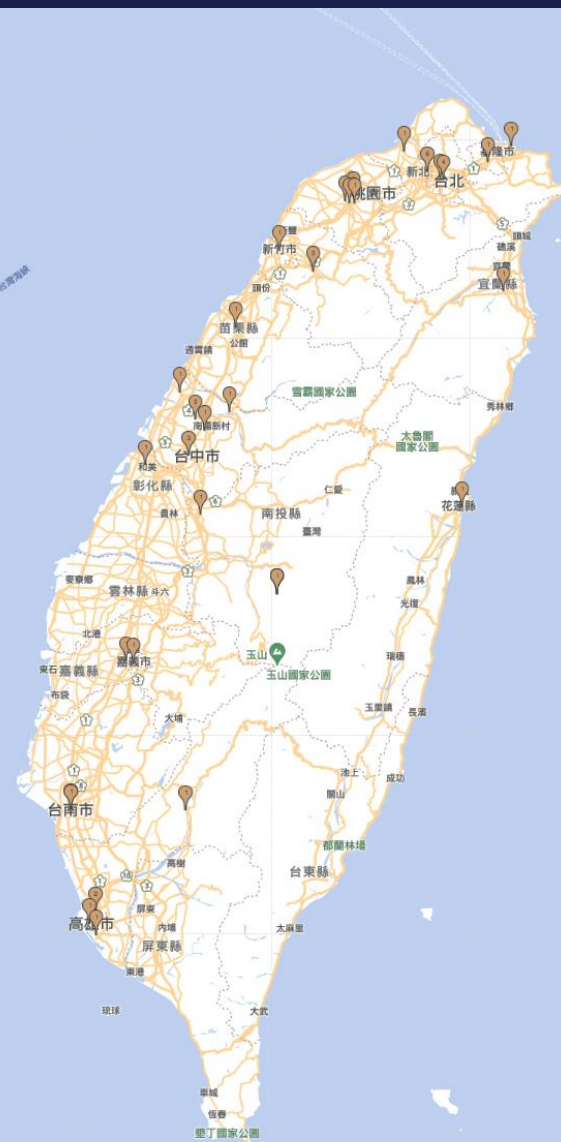 台灣海峽
隆市
新北
台北
桃園市
頭城
礁溪
新竹市
宜蘭縣
頭份
苗栗縣
公館
通霄鎮
雪霸國家公園
秀林鄉
太魯閣
國家公園
台中市
和美
彰化縣
仁愛
員林
南投縣
花蓮縣
臺灣
麥寮鄉
雲林縣
斗六
鳳林
光復
北港
嘉義市
玉山
瑞穗
東石
嘉義縣
玉山國家公園
布袋
玉里鎮
大埔
長濱
池上
成功
台南市
關山
都蘭林場
高樹
台東縣
屏東
高雄市
內埔
太麻里
屏東縣
東港
琉球
大武
車城
恆春
墾丁國家公園